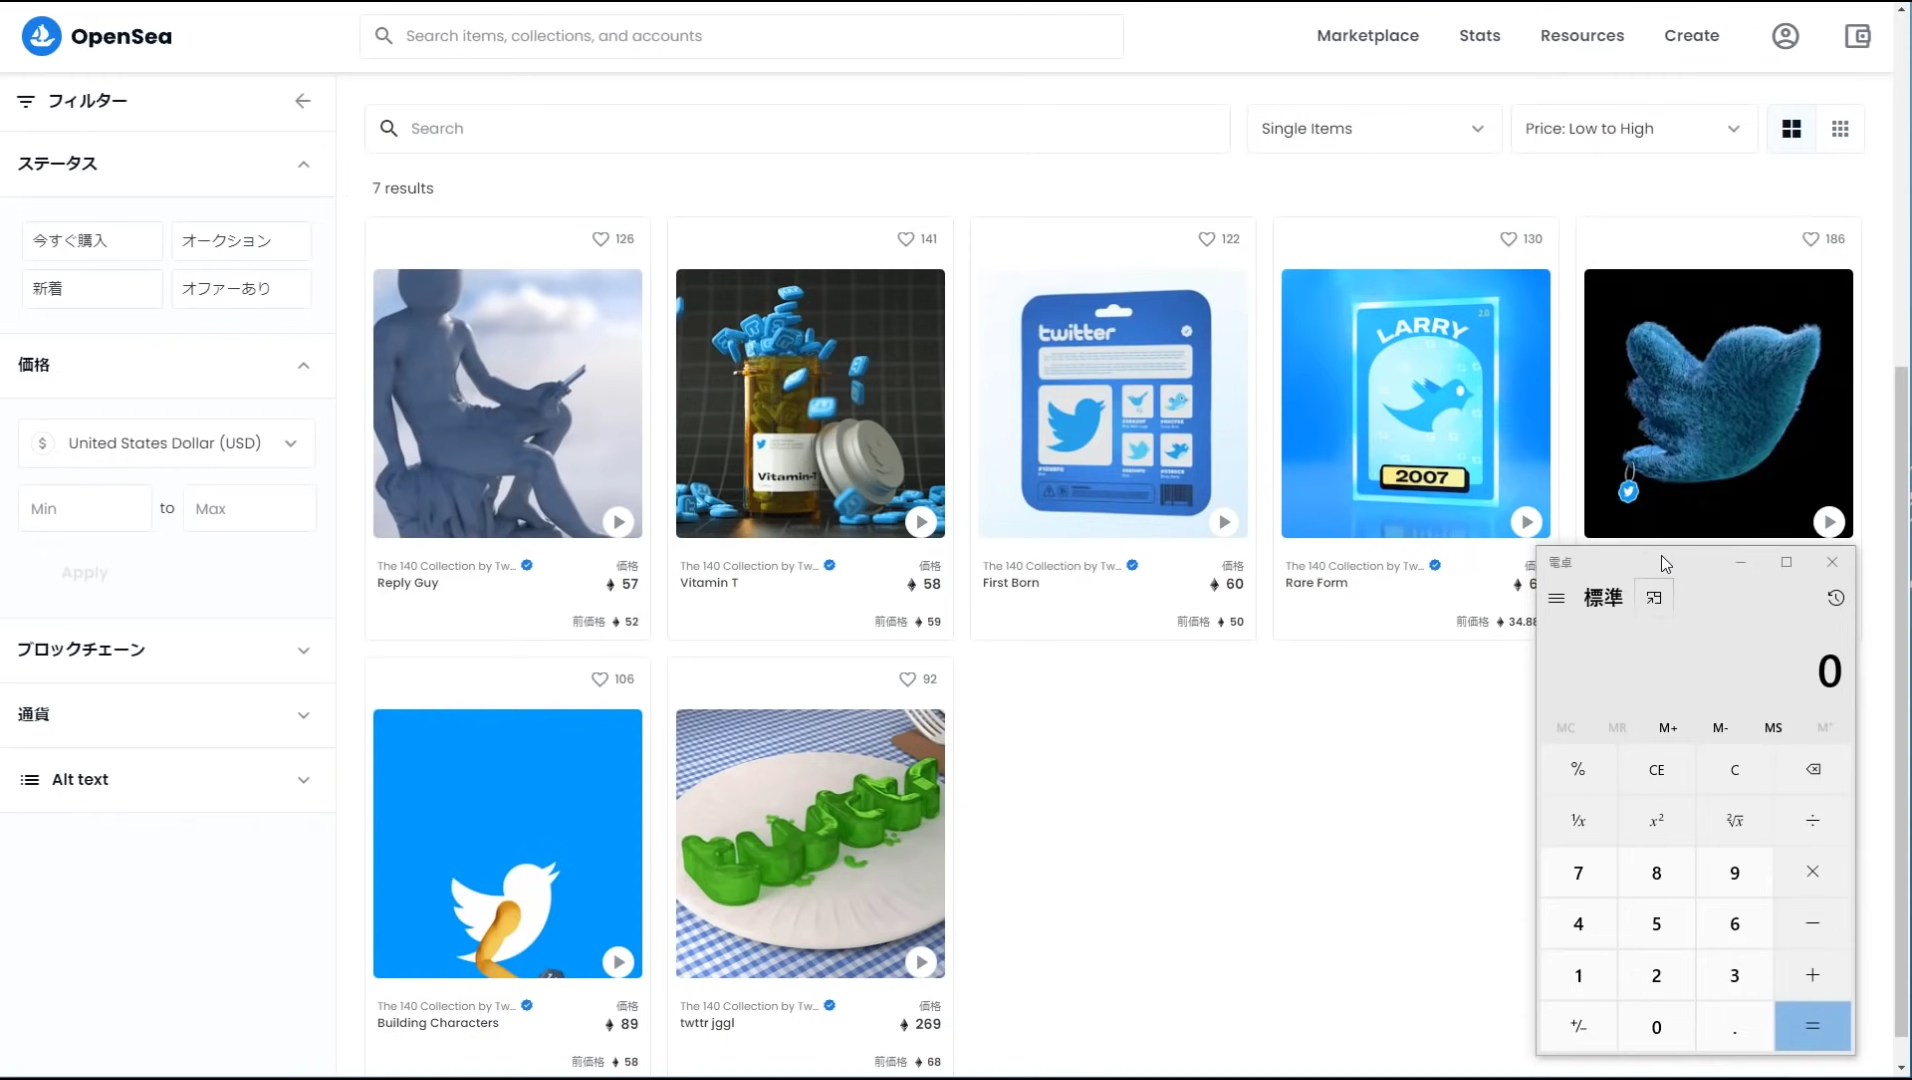 OpenSea
Search items, collections, and accounts
Marketplace
Stats
Resources
Create
フィルター
ステータス
今すぐ購入
オークション
新着
オファーあり
価格
$ United States Dollar (USD)
Min
to
Max
Apply
ブロックチェーン
通貨
Alt text
Search
Single Items
Price: Low to High
7 results
126
The 140 Collection by Tw...
価格
Reply Guy
57
前価格 52
141
Vitamin-T
The 140 Collection by Tw...
価格
Vitamin T
58
前価格 59
122
twitter
The 140 Collection by Tw...
価格
First Born
60
前価格 50
130
2.0
LARRY
2007
The 140 Collection by Tw...
Rare Form
前価格 34.88
186
106
The 140 Collection by Tw...
価格
Building Characters
89
前価格 58
92
The 140 Collection by Tw...
価格
twttr jggl
269
前価格 68
電卓
標準
0
MC MR M+ M- MS
% CE C
¹/x x² ²√x ÷
7 8 9 ×
4 5 6 −
1 2 3 +
+/− 0 . =